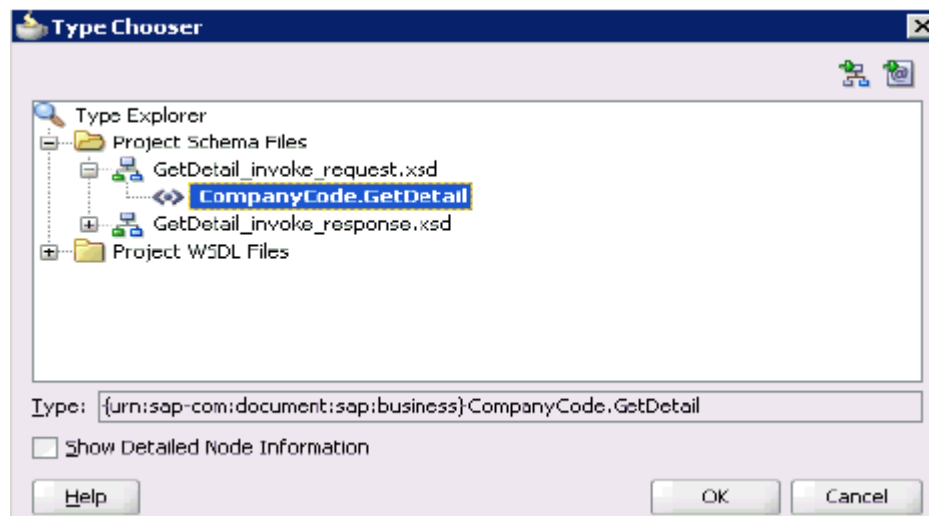 Type Chooser
Type Explorer
Project Schema Files
GetDetail_invoke_request.xsd
CompanyCode.GetDetail
GetDetail_invoke_response.xsd
Project WSDL Files
Type: {urn:sap-com:document:sap:business}CompanyCode.GetDetail
Show Detailed Node Information
Help OK Cancel